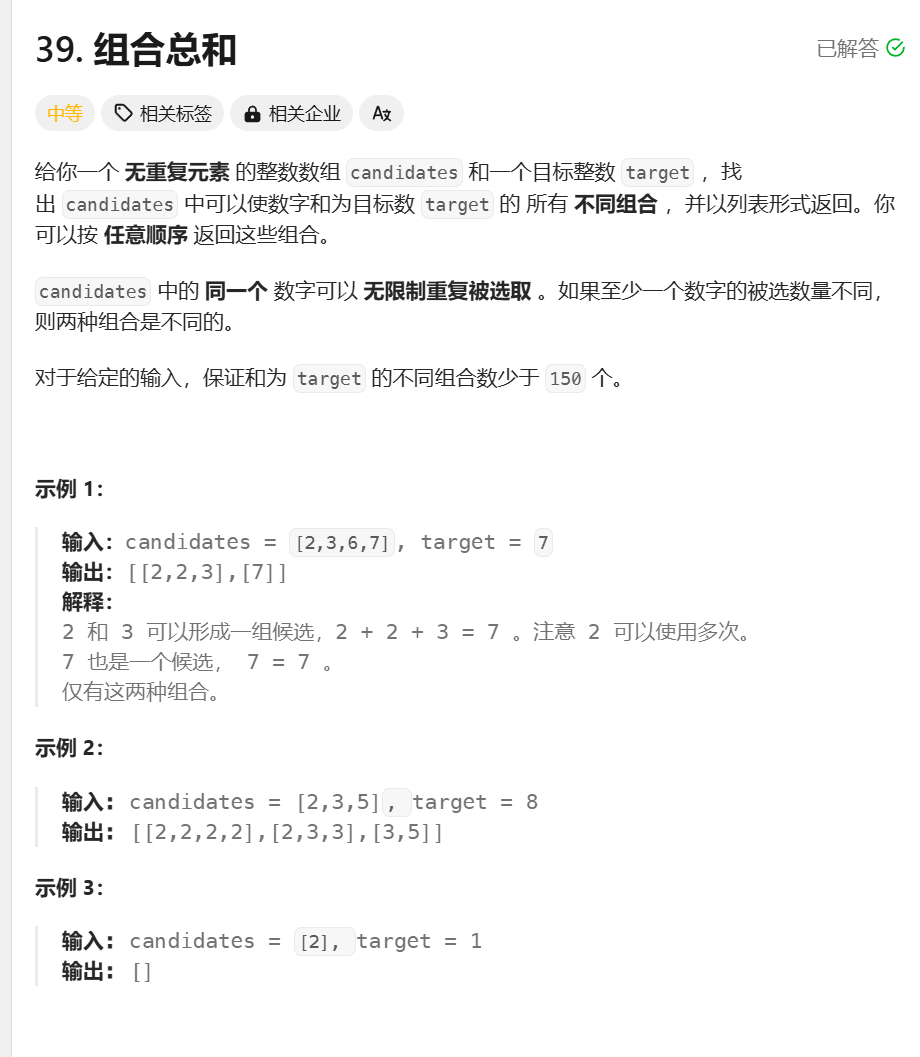 39. 组合总和
已解答
中等
相关标签
相关企业
给你一个 无重复元素 的整数数组 candidates 和一个目标整数 target ，找
出 candidates 中可以使数字和为目标数 target 的 所有 不同组合 ，并以列表形式返回。你
可以按 任意顺序 返回这些组合。
candidates 中的 同一个 数字可以 无限制重复被选取 。如果至少一个数字的被选数量不同，
则两种组合是不同的。
对于给定的输入，保证和为 target 的不同组合数少于 150 个。
示例 1：
输入：candidates = [2,3,6,7], target = 7
输出：[[2,2,3],[7]]
解释：
2 和 3 可以形成一组候选，2 + 2 + 3 = 7 。注意 2 可以使用多次。
7 也是一个候选， 7 = 7 。
仅有这两种组合。
示例 2：
输入：candidates = [2,3,5], target = 8
输出：[[2,2,2,2],[2,3,3],[3,5]]
示例 3：
输入：candidates = [2], target = 1
输出：[]